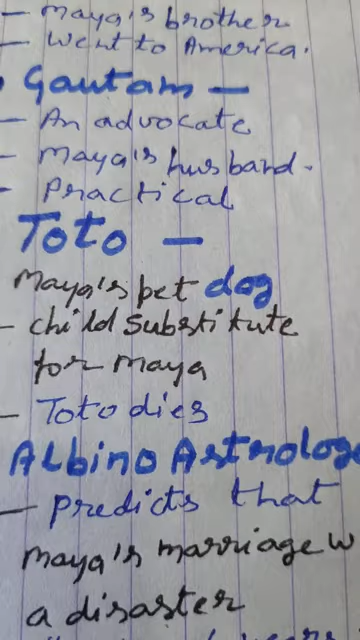 - Maya's brother
- Went to America.
Gautam -
- An advocate
- Maya's husband.
- Practical
Toto -
Maya's pet dog
- child substitute
for Maya
- Toto dies
Albino Astrologe
- Predicts that
Maya's marriage w
a disaster